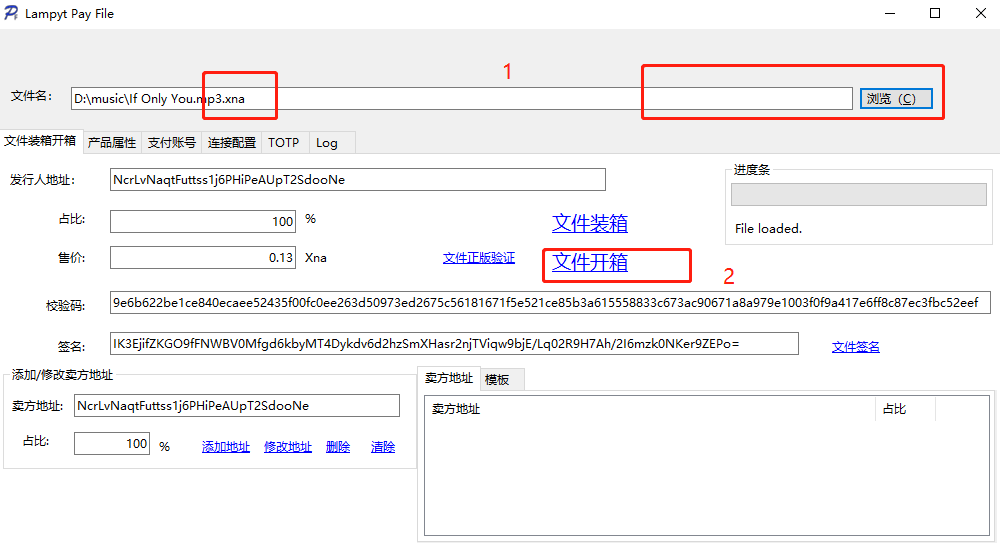 Lampyt Pay File
1
文件名：
D:\music\If Only You.mp3.xna
浏览（C）
文件装箱开箱 产品属性 支付账号 连接配置 TOTP Log
发行人地址：
NcrLvNaqtFuttss1j6PHiPeAUpT2SdooNe
进度条
占比：
100
%
文件装箱
File loaded.
售价：
0.13
Xna
文件正版验证
文件开箱
2
校验码：
9e6b622be1ce840ecaee52435f00fc0ee263d50973ed2675c56181671f5e521ce85b3a615558833c673ac90671a8a979e1003f0f9a417e6ff8c87ec3fbc52eef
签名：
IK3EjifZKGO9fFNWBV0Mfgd6kbyMT4Dykdv6d2hzSmXHasr2njTViqw9bjE/Lq02R9H7Ah/2I6mzk0NKer9ZEPo=
文件签名
添加/修改卖方地址
卖方地址：
NcrLvNaqtFuttss1j6PHiPeAUpT2SdooNe
占比：
100
%
添加地址 修改地址 删除 清除
卖方地址 模板
卖方地址 占比